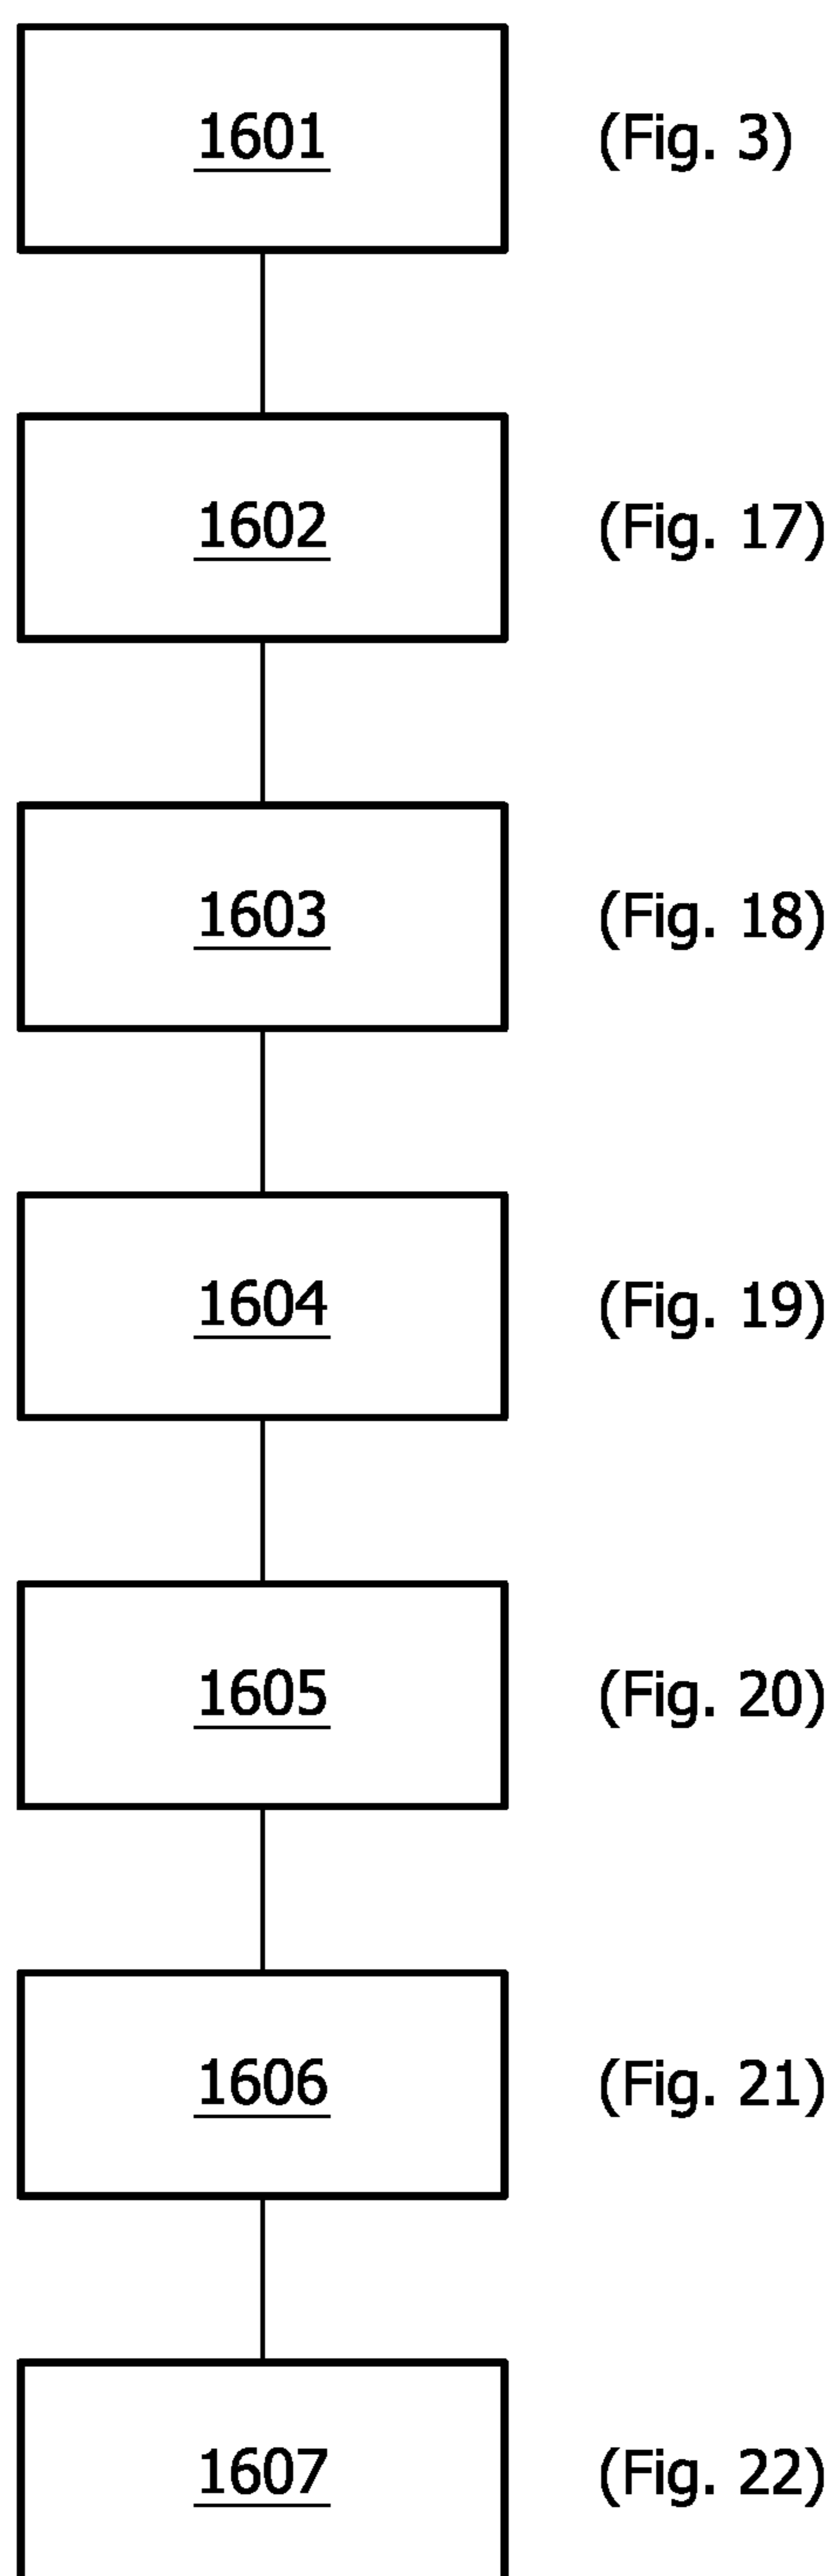 1601 (Fig. 3)
1602 (Fig. 17)
1603 (Fig. 18)
1604 (Fig. 19)
1605 (Fig. 20)
1606 (Fig. 21)
1607 (Fig. 22)